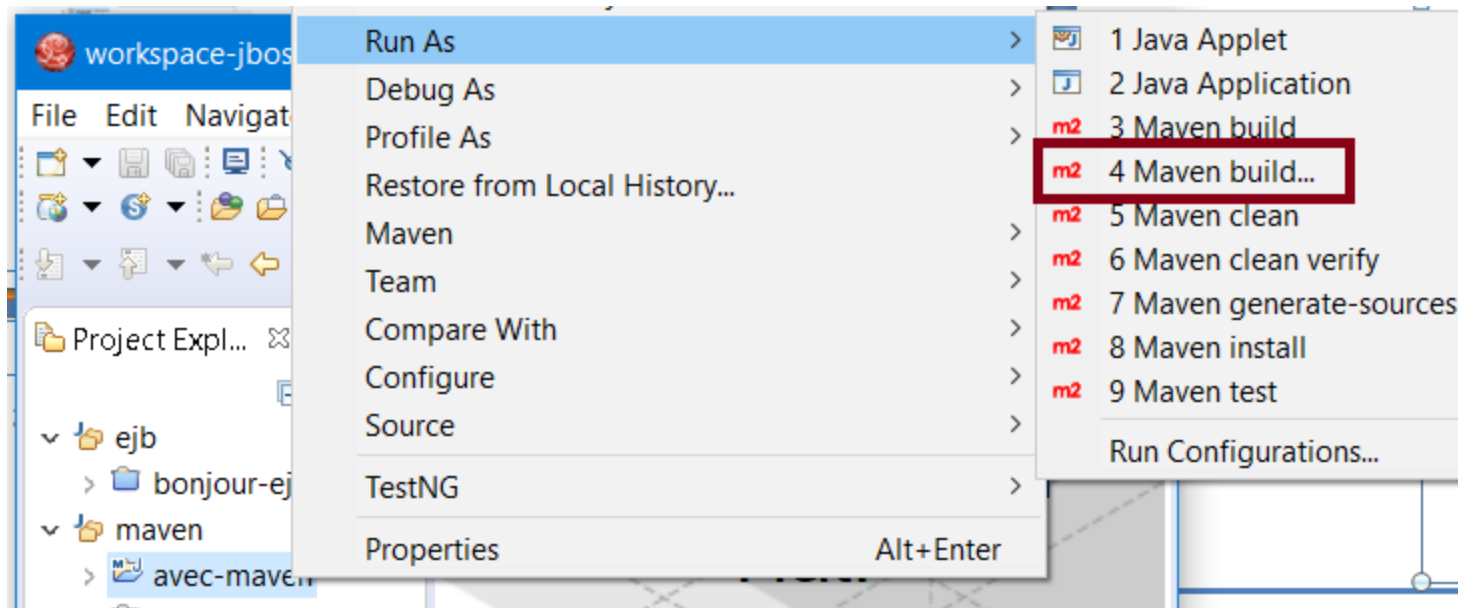 workspace-jbos
File Edit Navigat
Project Expl...
ejb
bonjour-ej
maven
avec-maven
Run As
Debug As
Profile As
Restore from Local History...
Maven
Team
Compare With
Configure
Source
TestNG
Properties Alt+Enter
1 Java Applet
2 Java Application
m2 3 Maven build
m2 4 Maven build...
m2 5 Maven clean
m2 6 Maven clean verify
m2 7 Maven generate-sources
m2 8 Maven install
m2 9 Maven test
Run Configurations...